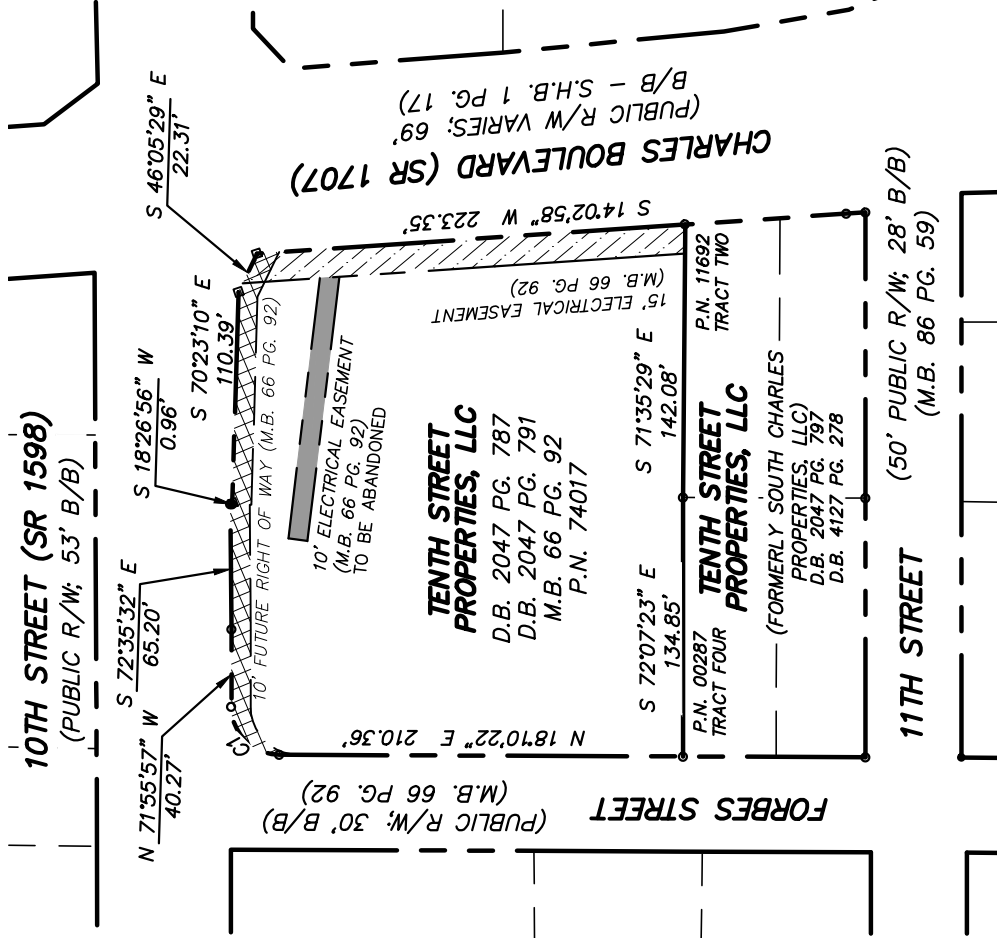 10TH STREET (SR 1598)
(PUBLIC R/W; 53' B/B)
N 71°55'57" W
40.27'
S 72°35'32" E
65.20'
S 18°26'56" W
0.96'
S 70°23'10" E
110.39'
S 46°05'29" E
22.31'
C1
10' FUTURE RIGHT OF WAY (M.B. 66 PG. 92)
10' ELECTRICAL EASEMENT
(M.B. 66 PG. 92)
TO BE ABANDONED
CHARLES BOULEVARD (SR 1707)
(PUBLIC R/W VARIES; 69'
B/B - S.H.B. 1 PG. 17)
S 14°02'58" W 223.35'
15' ELECTRICAL EASEMENT
(M.B. 66 PG. 92)
TENTH STREET
PROPERTIES, LLC
D.B. 2047 PG. 787
D.B. 2047 PG. 791
M.B. 66 PG. 92
P.N. 74017
N 18°10'22" E 210.36'
FORBES STREET
(PUBLIC R/W; 30' B/B)
(M.B. 66 PG. 92)
S 72°07'23" E
134.85'
S 71°35'29" E
142.08'
P.N. 00287
TRACT FOUR
P.N. 11692
TRACT TWO
TENTH STREET
PROPERTIES, LLC
(FORMERLY SOUTH CHARLES
PROPERTIES, LLC)
D.B. 2047 PG. 797
D.B. 4127 PG. 278
11TH STREET
(50' PUBLIC R/W; 28' B/B)
(M.B. 86 PG. 59)